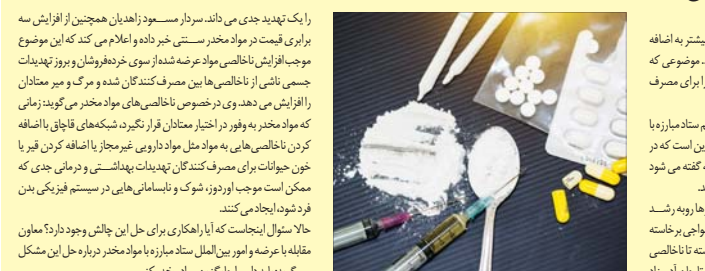 را یک تهدید جدی می داند. سردار مسعود زاهدیان همچنین از افزایش سه
برابری قیمت در مواد مخدر سنتی خبر داده و اعلام می کند که این موضوع
موجب افزایش ناخالصی مواد عرضه شده از سوی خرده‌فروشان و بروز تهدیدات
جسمی ناشی از ناخالصی‌ها بین مصرف کنندگان شده و مرگ و میر معتادان
را افزایش می دهد. وی درخصوص ناخالصی‌های مواد مخدر می گوید: زمانی
که مواد مخدر به وفور در اختیار معتادان قرار نگیرد، شبکه‌های قاچاق با اضافه
کردن ناخالصی‌هایی به مواد مثل مواد دارویی غیرمجاز یا اضافه کردن قیر یا
خون حیوانات برای مصرف کنندگان تهدیدات بهداشتی و درمانی جدی که
ممکن است موجب اوردوز، شوک و نابسامانی‌هایی در سیستم فیزیکی بدن
فرد شود، ایجاد می کنند.
حالا سئوال اینجاست که آیا راهکاری برای حل این چالش وجود دارد؟ معاون
مقابله با عرضه و امور بین‌الملل ستاد مبارزه با مواد مخدر درباره حل این مشکل
یشتر به اضافه
. موضوعی که
را برای مصرف
م ستاد مبارزه با
ین است که در
ه گفته می شود
د.
ها رو به رشد
واجی برخاسته
سته تا ناخالصی